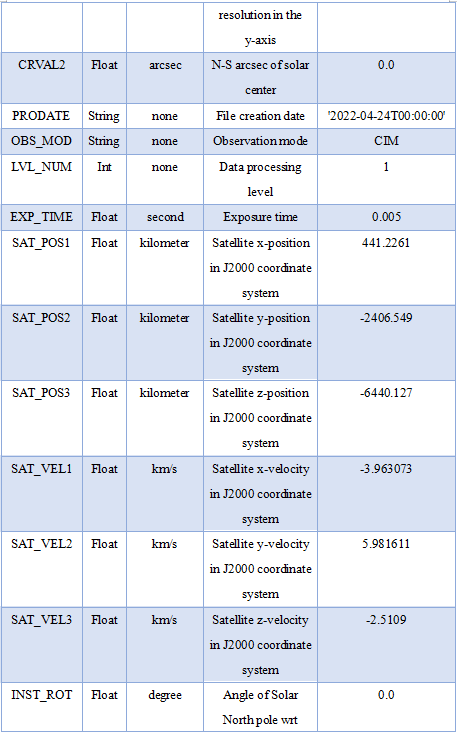 resolution in the
y-axis
CRVAL2 Float arcsec N-S arcsec of solar 0.0
center
PRODATE String none File creation date '2022-04-24T00:00:00'
OBS_MOD String none Observation mode CIM
LVL_NUM Int none Data processing 1
level
EXP_TIME Float second Exposure time 0.005
SAT_POS1 Float kilometer Satellite x-position 441.2261
in J2000 coordinate
system
SAT_POS2 Float kilometer Satellite y-position -2406.549
in J2000 coordinate
system
SAT_POS3 Float kilometer Satellite z-position -6440.127
in J2000 coordinate
system
SAT_VEL1 Float km/s Satellite x-velocity -3.963073
in J2000 coordinate
system
SAT_VEL2 Float km/s Satellite y-velocity 5.981611
in J2000 coordinate
system
SAT_VEL3 Float km/s Satellite z-velocity -2.5109
in J2000 coordinate
system
INST_ROT Float degree Angle of Solar 0.0
North pole wrt